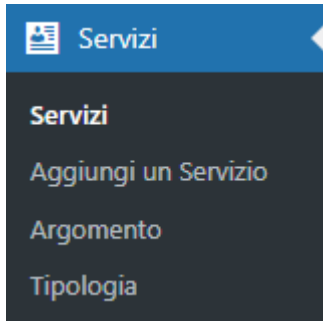 Servizi
Servizi
Aggiungi un Servizio
Argomento
Tipologia